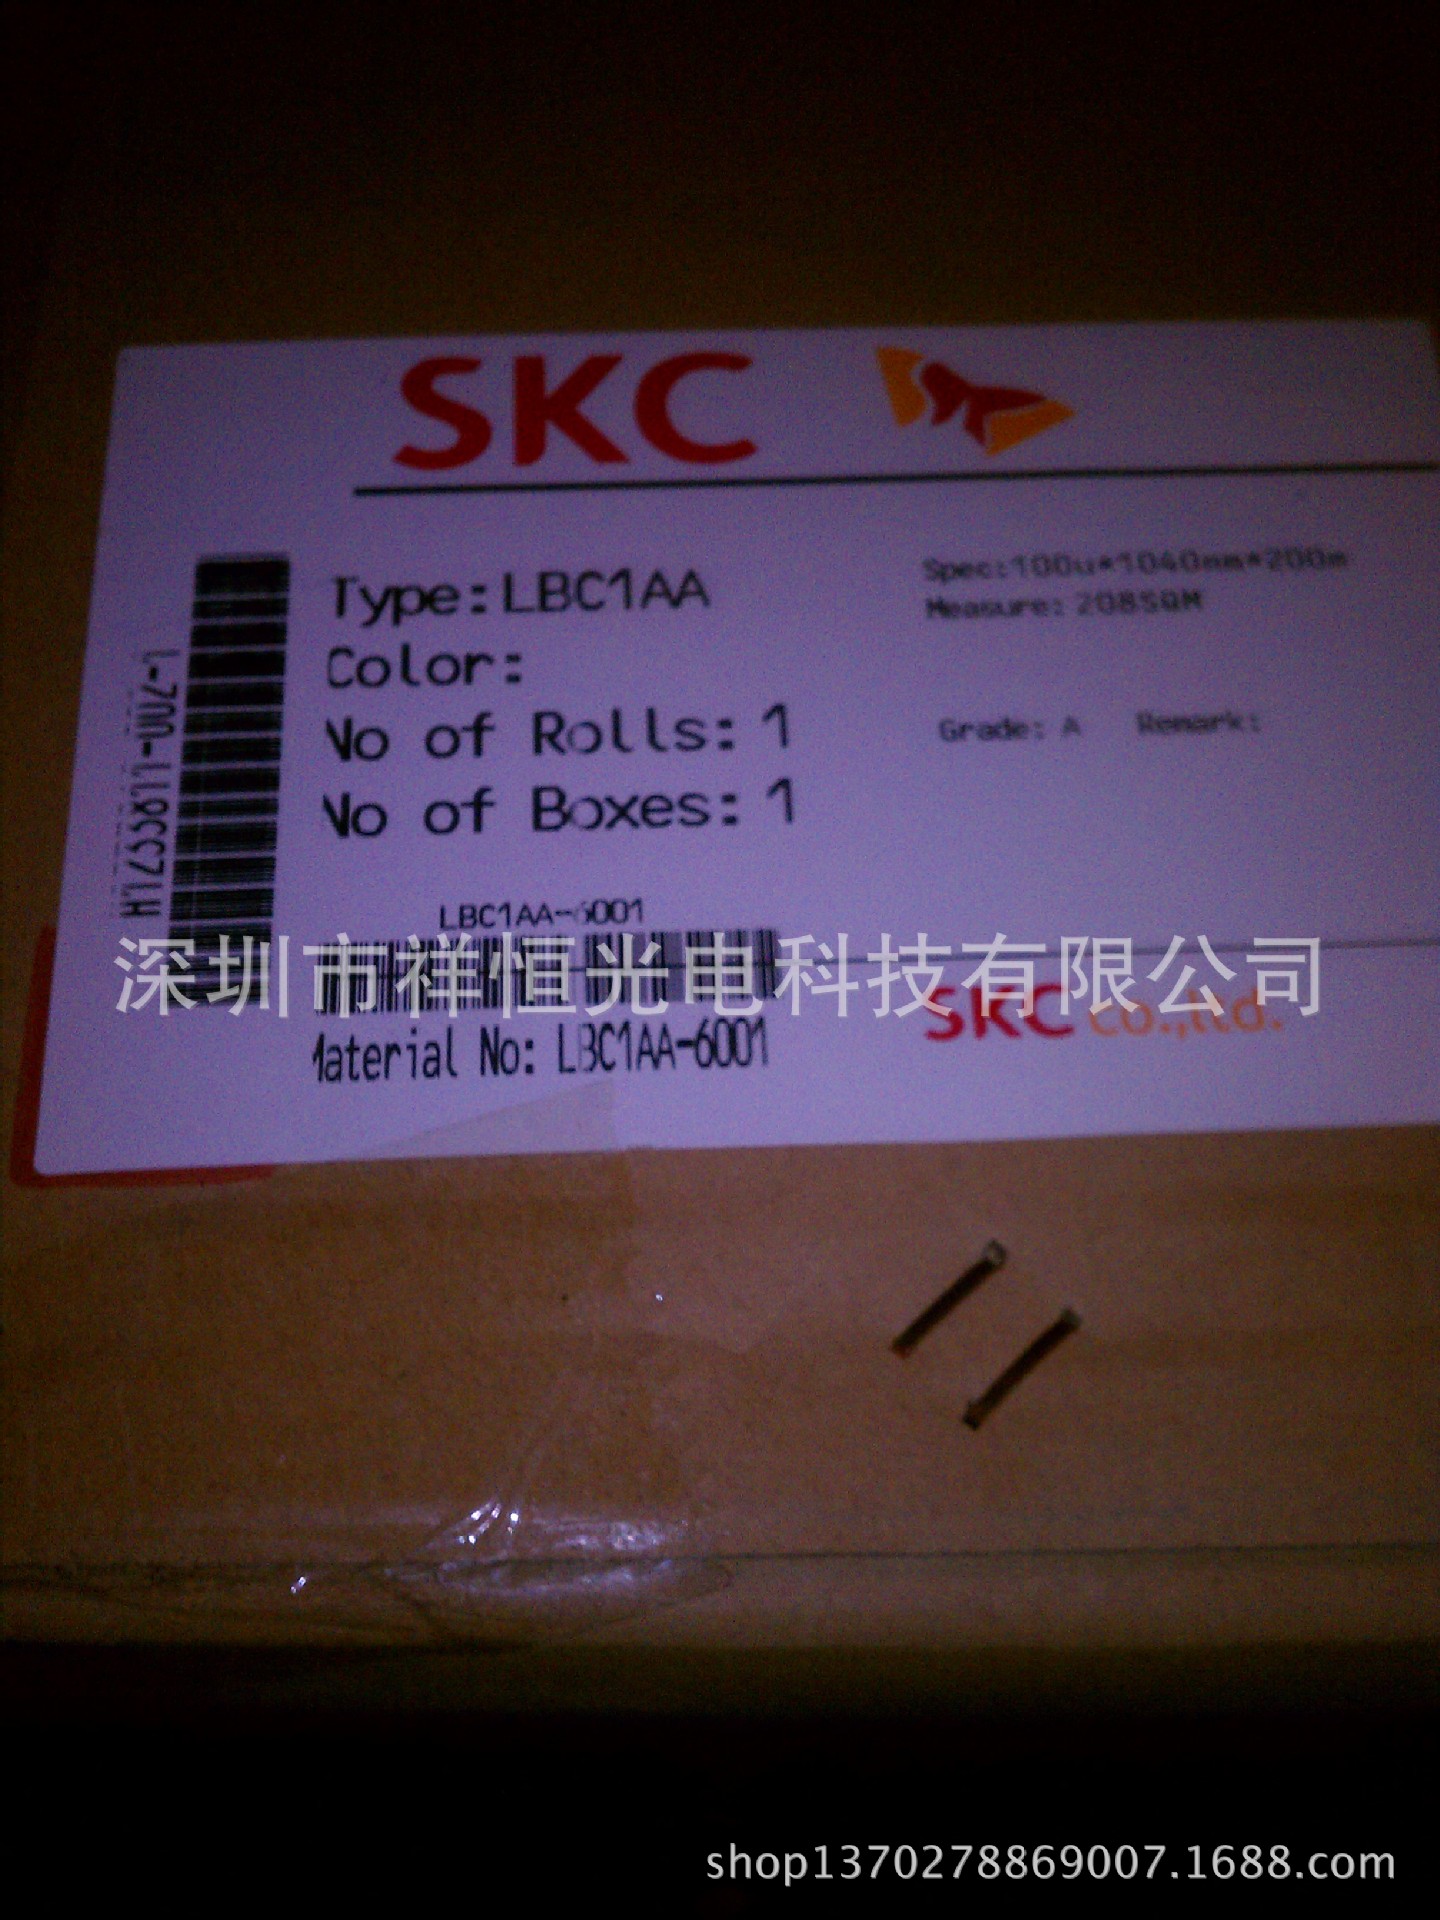 SKC
Type:LBC1AA
Spec:100u*1040mm*200m
Measure:208SQM
Color:
No of Rolls:1
Grade: A Remark:
No of Boxes:1
LBC1AA-6001
深圳市祥恒光电科技有限公司
SKC co.,ltd.
Material No: LBC1AA-6001
shop1370278869007.1688.com